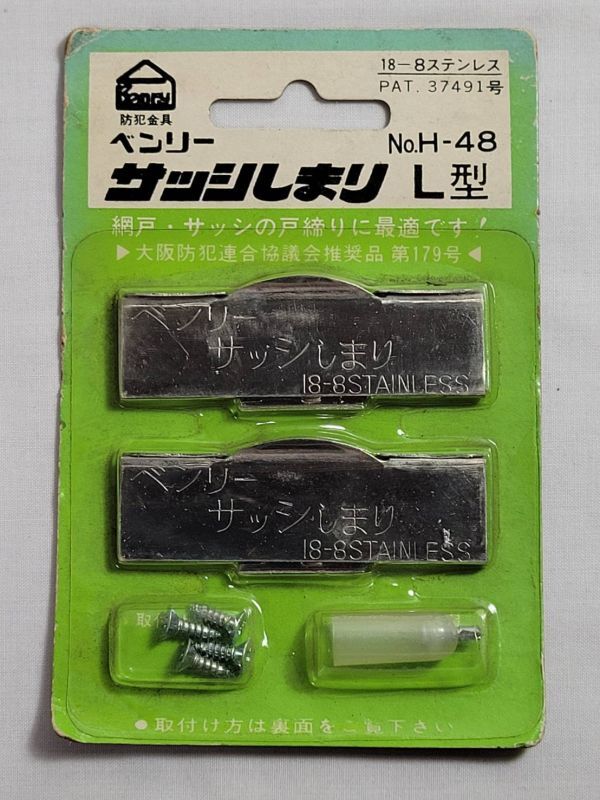 Benry
防犯金具
18-8ステンレス
PAT. 37491号
ベンリー
No.H-48
サッシしまり L型
網戸・サッシの戸締りに最適です!
▶大阪防犯連合協議会推奨品 第179号◀
ベンリー
サッシしまり
18-8STAINLESS
ベンリー
サッシしまり
18-8STAINLESS
取付
●取付け方は裏面をご覧下さい